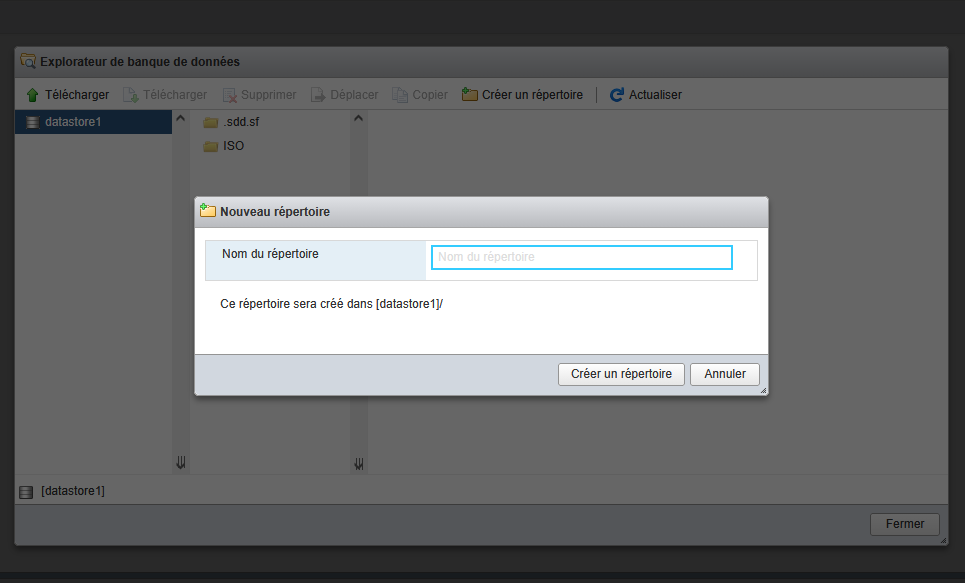 Explorateur de banque de données
Télécharger Télécharger Supprimer Déplacer Copier Créer un répertoire Actualiser
datastore1 .sdd.sf
ISO
Nouveau répertoire
Nom du répertoire Nom du répertoire
Ce répertoire sera créé dans [datastore1]/
Créer un répertoire Annuler
[datastore1]
Fermer